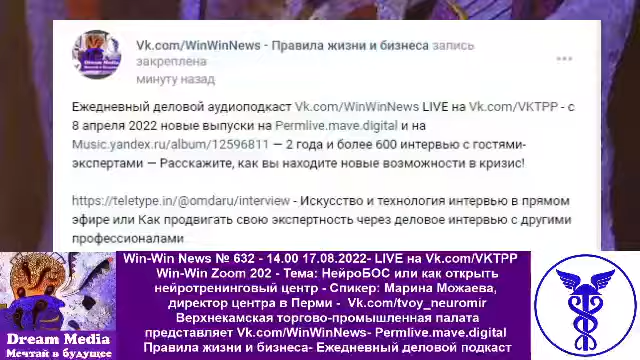 Vk.com/WinWinNews - Правила жизни и бизнеса запись
закреплена
минуту назад
Ежедневный деловой аудиоподкаст Vk.com/WinWinNews LIVE на Vk.com/VKTPP - с
8 апреля 2022 новые выпуски на Permlive.mave.digital и на
Music.yandex.ru/album/12596811 — 2 года и более 600 интервью с гостями-
экспертами — Расскажите, как вы находите новые возможности в кризис!
https://teletype.in/@omdaru/interview - Искусство и технология интервью в прямом
эфире или Как продвигать свою экспертность через деловое интервью с другими
профессионалами
Win-Win News № 632 - 14.00 17.08.2022- LIVE на Vk.com/VKTPP
Win-Win Zoom 202 - Тема: НейроБОС или как открыть
нейротренинговый центр - Спикер: Марина Можаева,
директор центра в Перми - Vk.com/tvoy_neuromir
Верхнекамская торгово-промышленная палата
представляет Vk.com/WinWinNews- Permlive.mave.digital
Правила жизни и бизнеса- Ежедневный деловой подкаст
Dream Media
Мечтай в будущее